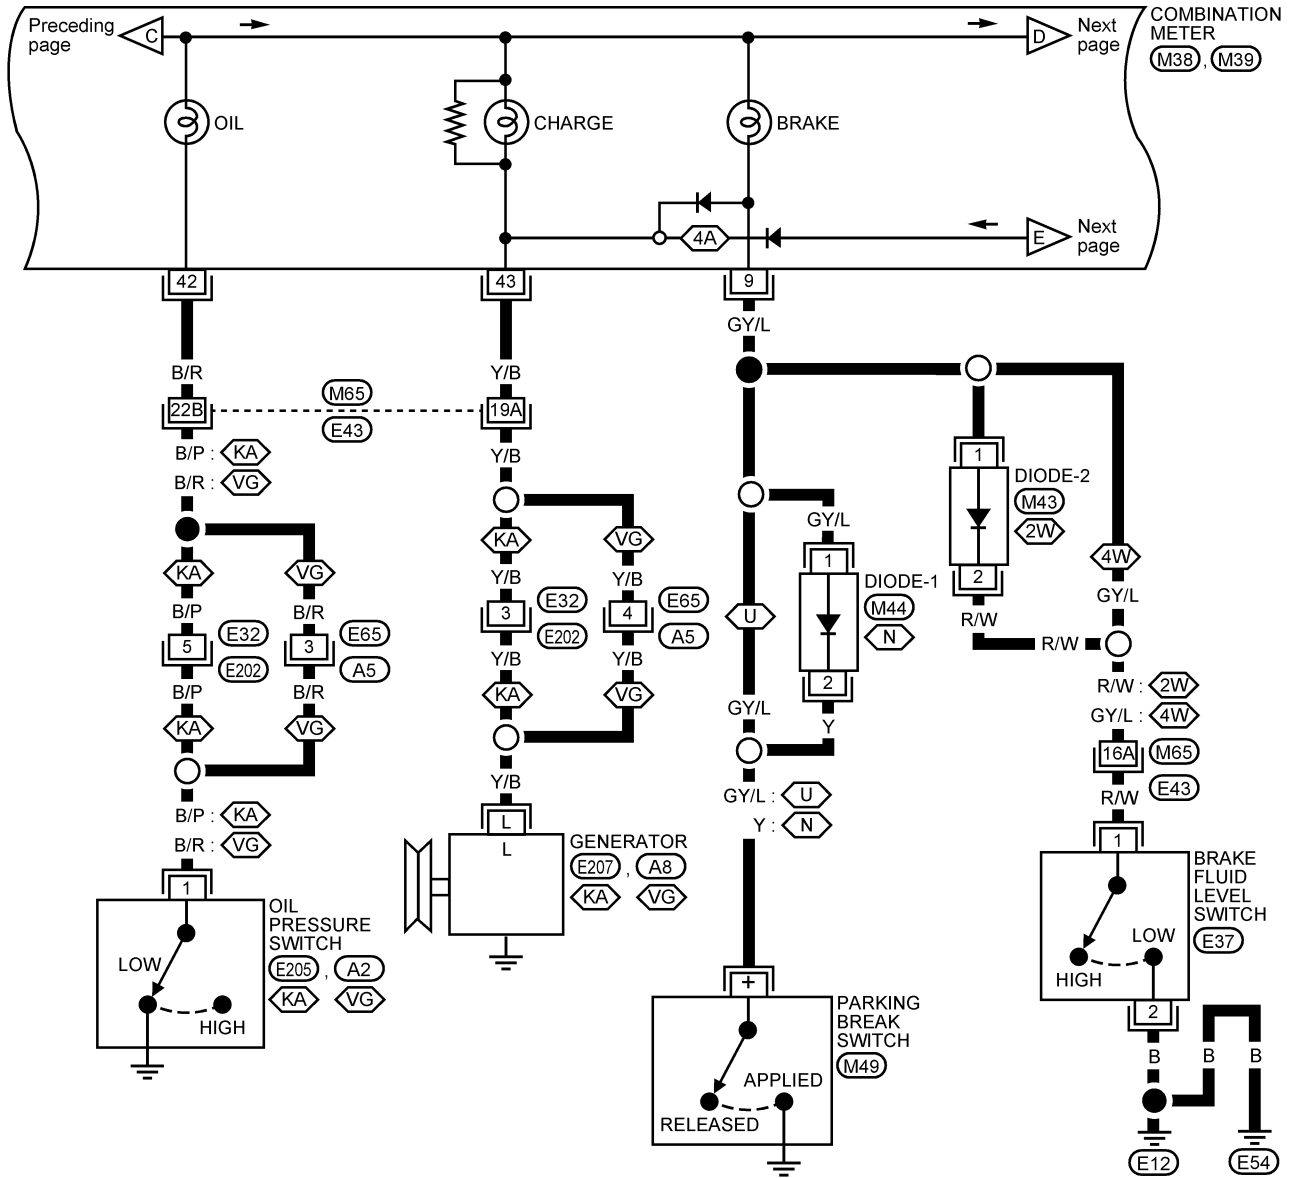 Preceding
page
C
D
Next
page
COMBINATION
METER
M38 , M39
OIL
CHARGE
BRAKE
4A
E
Next
page
42
43
9
GY/L
B/R
Y/B
M65
22B
19A
E43
B/P : KA
B/R : VG
Y/B
1
DIODE-2
M43
2W
2
R/W
R/W
4W
GY/L
KA
VG
B/P
B/R
5
E32
E202
3
E65
A5
B/P
B/R
KA
VG
B/P : KA
B/R : VG
KA
VG
Y/B
Y/B
3
E32
E202
4
E65
A5
Y/B
Y/B
KA
VG
Y/B
GY/L
1
DIODE-1
M44
N
U
2
GY/L
Y
GY/L : U
Y : N
R/W : 2W
GY/L : 4W
16A
M65
E43
R/W
1
OIL
PRESSURE
SWITCH
E205 , A2
KA VG
LOW
HIGH
L
L
GENERATOR
E207 , A8
KA VG
1
BRAKE
FLUID
LEVEL
SWITCH
E37
LOW
HIGH
2
B
B
B
E12
E54
+
PARKING
BREAK
SWITCH
M49
APPLIED
RELEASED